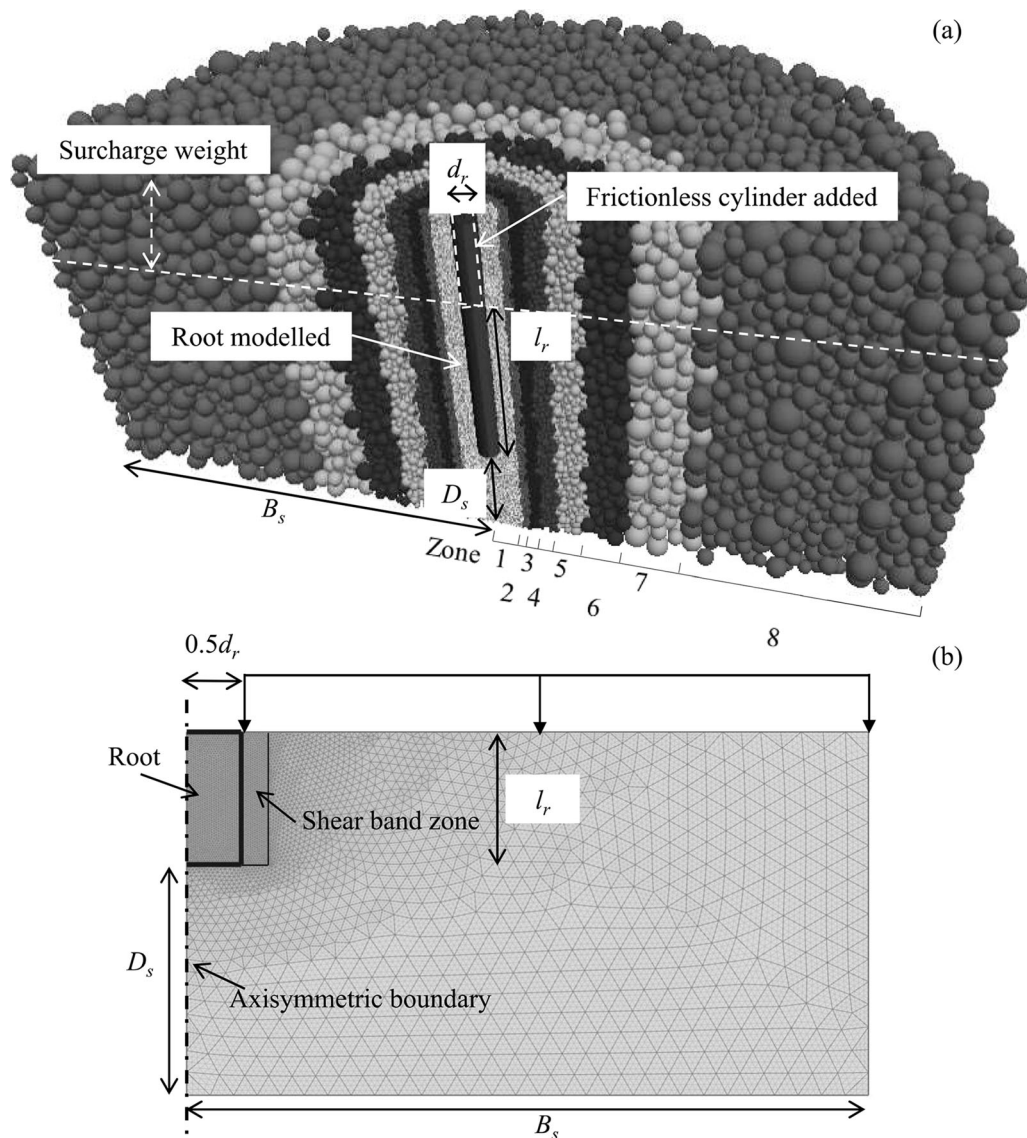 (a)
Surcharge weight
d_r
Frictionless cylinder added
Root modelled
l_r
D_s
B_s
Zone 1 3 5 7
2 4 6 8
0.5d_r
(b)
Root
l_r
Shear band zone
D_s
Axisymmetric boundary
B_s